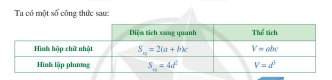 Ta có một số công thức sau:
Diện tích xung quanh Thể tích
Hình hộp chữ nhật S_xq = 2(a + b)c V = abc
Hình lập phương S_xq = 4d² V = d³